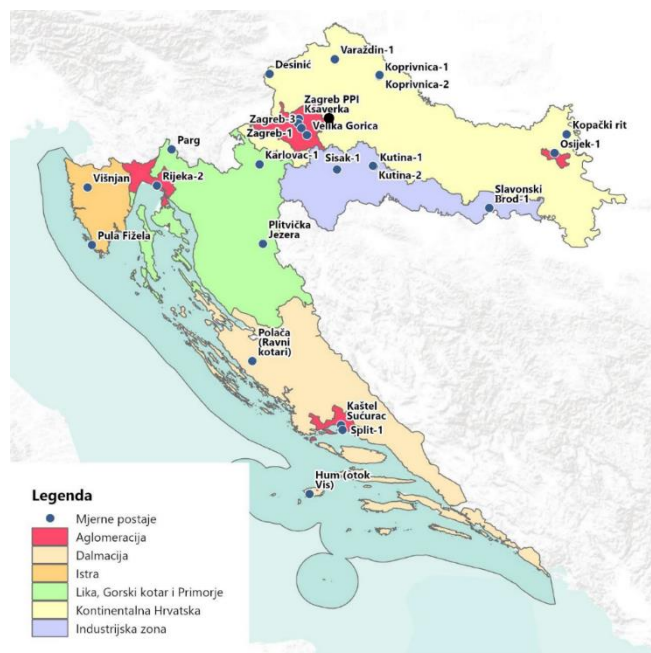 Varaždin-1
Desinić
Koprivnica-1
Koprivnica-2
Zagreb PPI
Ksaverka
Zagreb-3
Velika Gorica
Zagreb-1
Kopački rit
Osijek-1
Parg
Karlovac-1
Sisak-1
Kutina-1
Kutina-2
Višnjan
Rijeka-2
Slavonski
Brod-1
Pula Fižela
Plitvička
Jezera
Polača
(Ravni
kotari)
Kaštel
Sućurac
Split-1
Hum (otok
Vis)
Legenda
Mjerne postaje
Aglomeracija
Dalmacija
Istra
Lika, Gorski kotar i Primorje
Kontinentalna Hrvatska
Industrijska zona